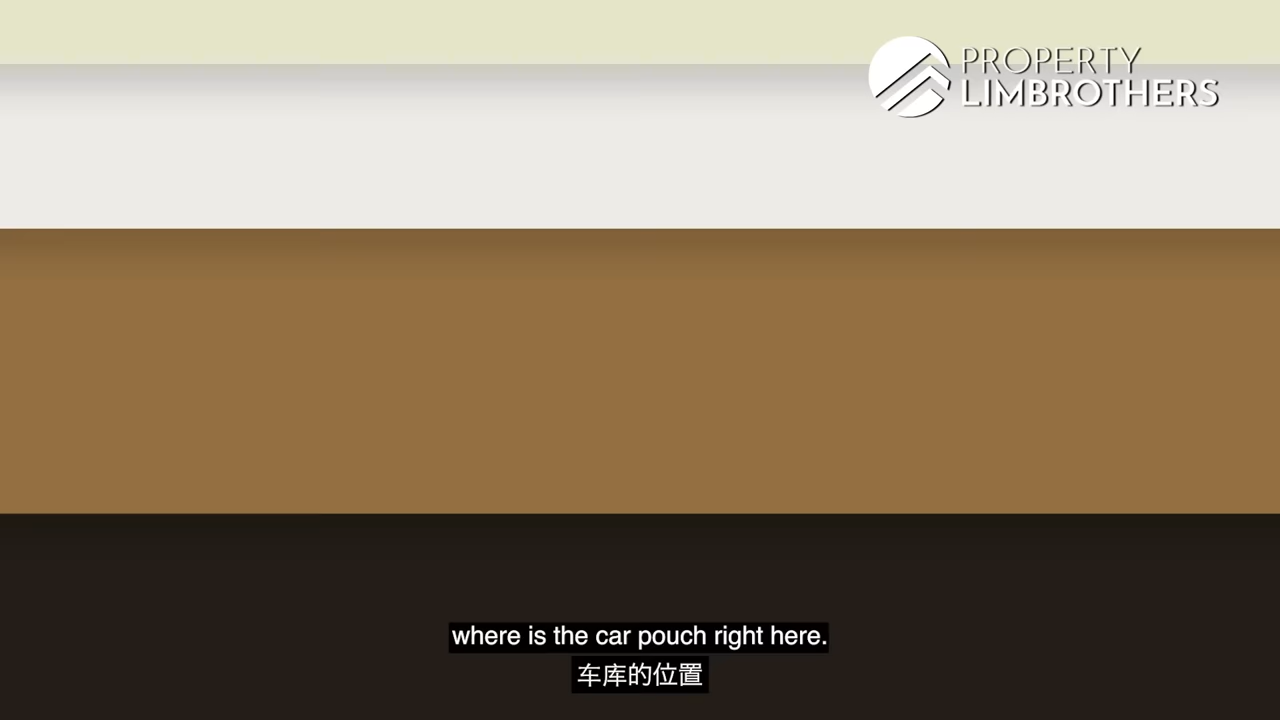 PROPERTY
LIMBROTHERS
where is the car pouch right here.
车库的位置